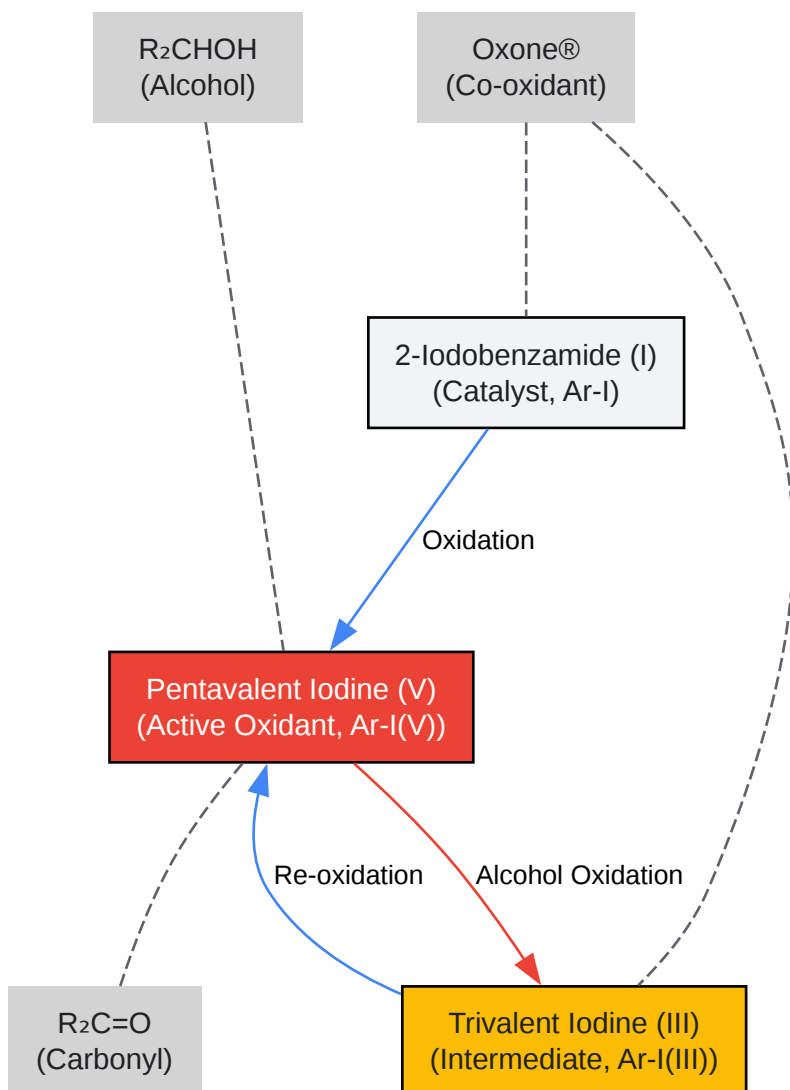 R₂CHOH
(Alcohol)
Oxone®
(Co-oxidant)
2-Iodobenzamide (I)
(Catalyst, Ar-I)
Oxidation
Pentavalent Iodine (V)
(Active Oxidant, Ar-I(V))
Re-oxidation
Alcohol Oxidation
R₂C=O
(Carbonyl)
Trivalent Iodine (III)
(Intermediate, Ar-I(III))